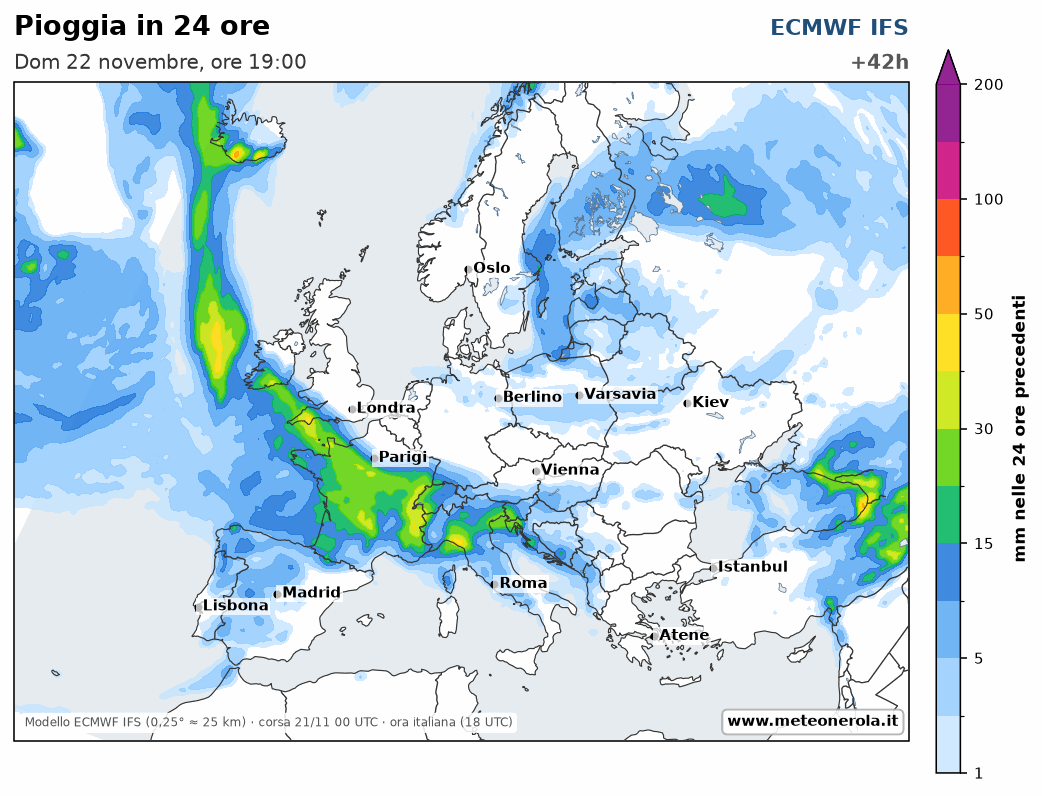 Pioggia in 24 ore
ECMWF IFS
Dom 22 novembre, ore 19:00
+42h
200
100
50
30
15
5
1
mm nelle 24 ore precedenti
Oslo
Berlino
Varsavia
Kiev
Londra
Parigi
Vienna
Istanbul
Roma
Madrid
Lisbona
Atene
Modello ECMWF IFS (0,25° ≈ 25 km) · corsa 21/11 00 UTC · ora italiana (18 UTC)
www.meteonerola.it